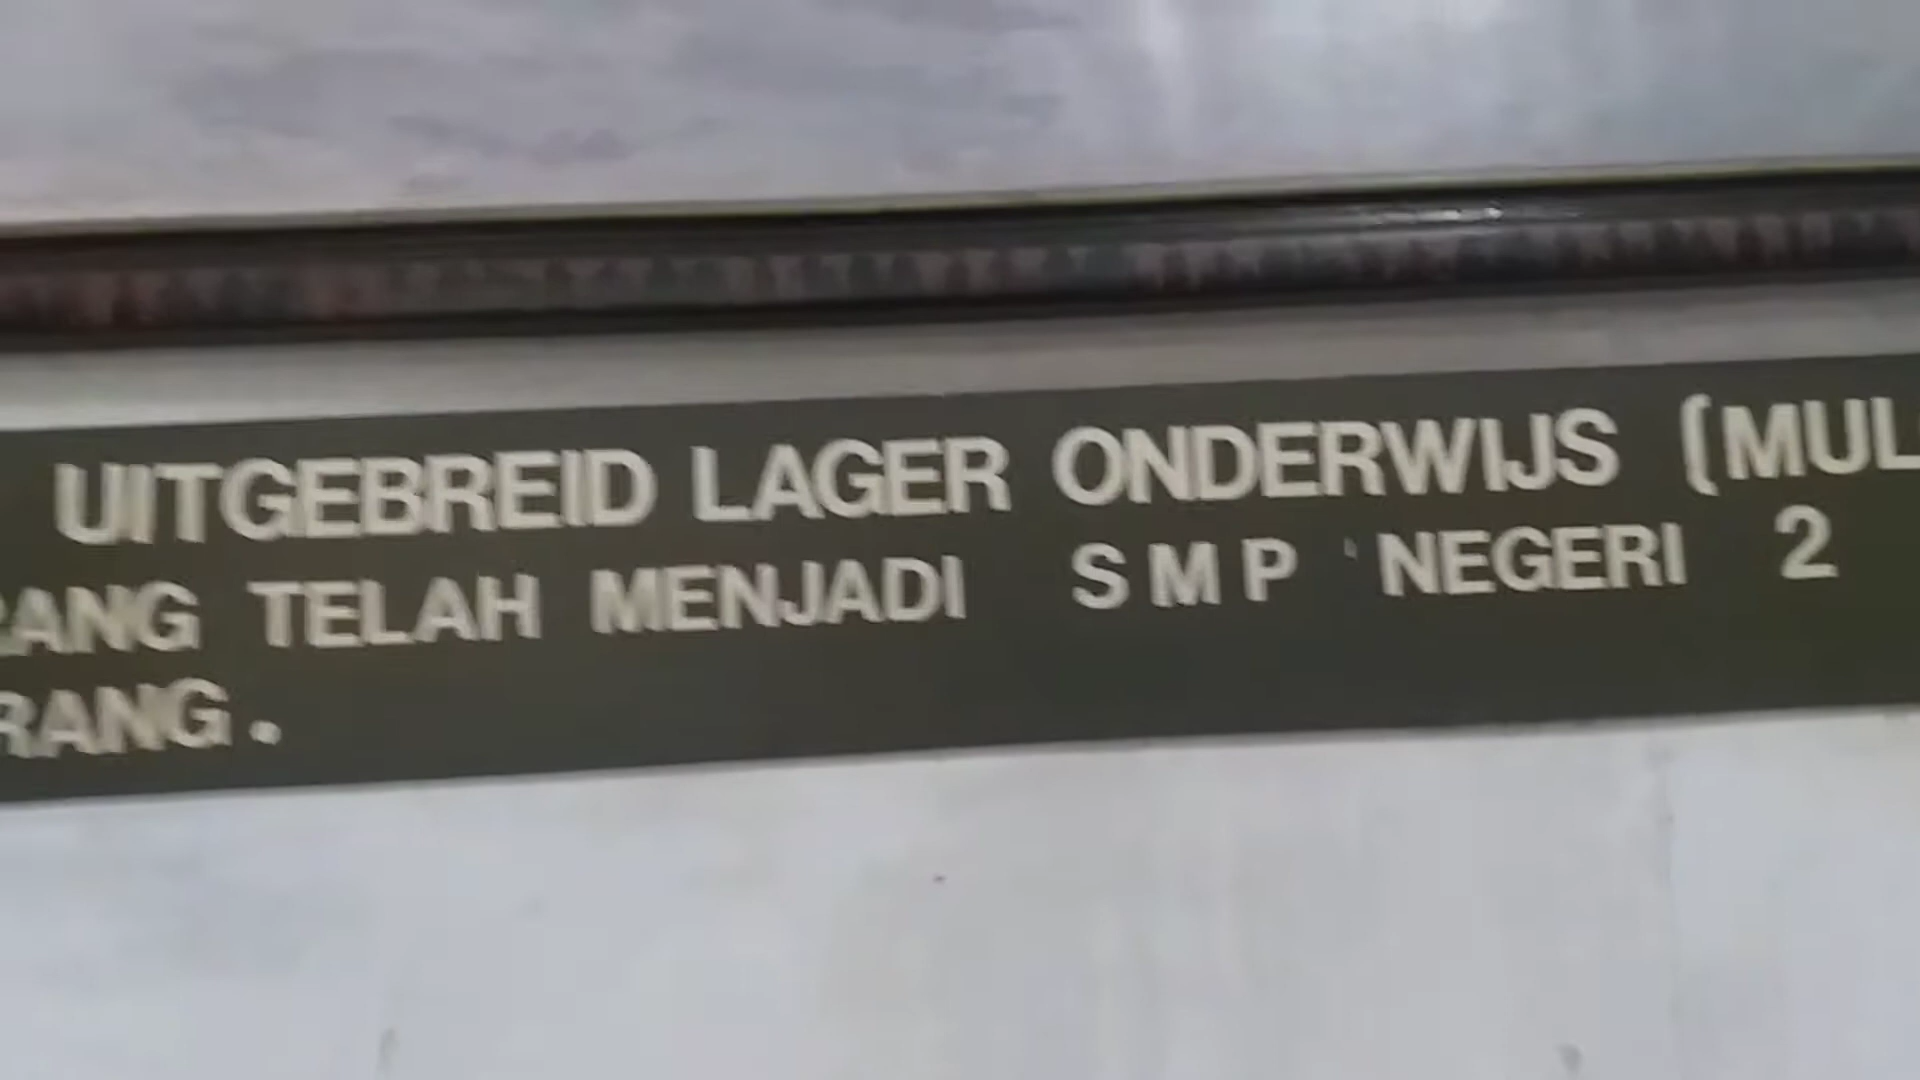 UITGEBREID LAGER ONDERWIJS (MUL
RANG TELAH MENJADI SMP NEGERI 2
RANG.